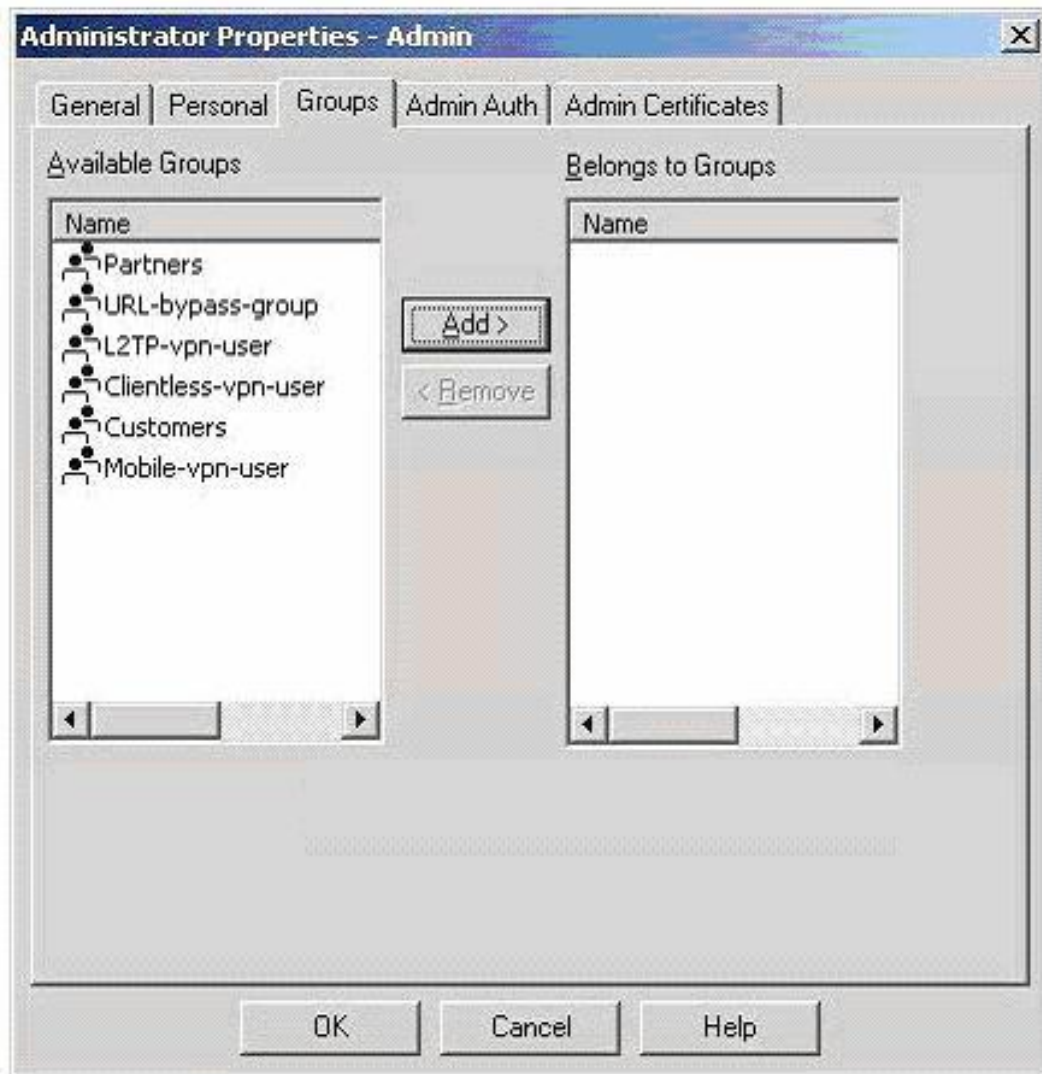 Administrator Properties - Admin
General
Personal
Groups
Admin Auth
Admin Certificates
Available Groups
Name
Partners
URL-bypass-group
L2TP-vpn-user
Clientless-vpn-user
Customers
Mobile-vpn-user
Add >
< Remove
Belongs to Groups
Name
OK
Cancel
Help